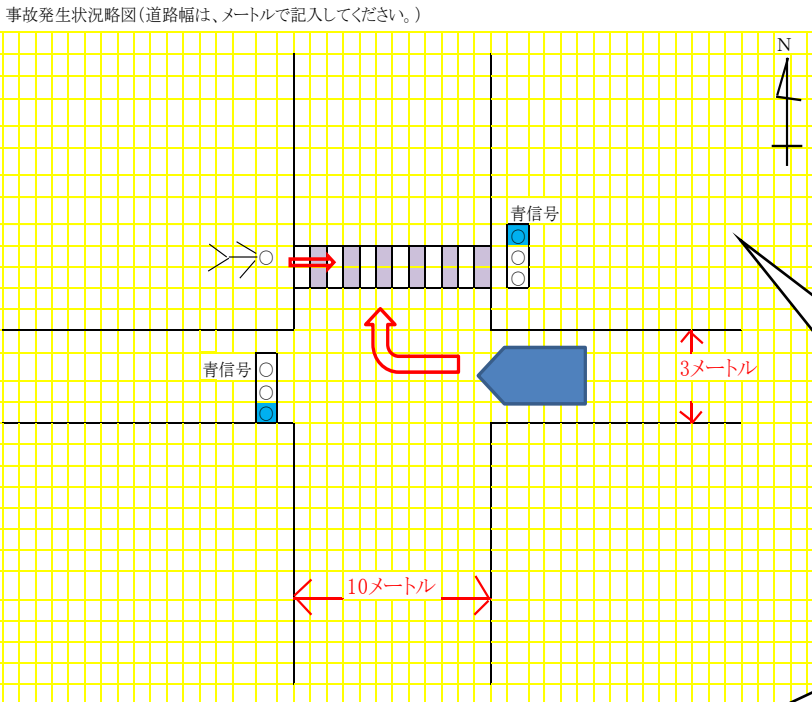 事故発生状況略図(道路幅は、メートルで記入してください。)
N
青信号
青信号
3メートル
10メートル